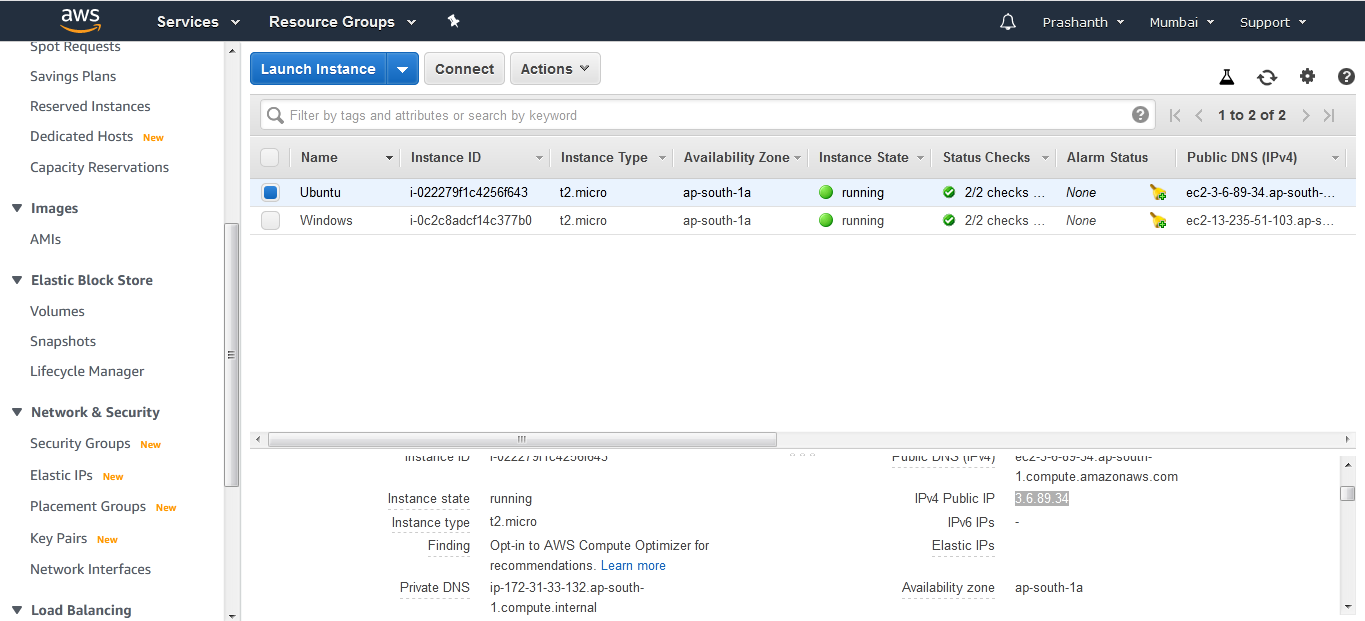 aws Services Resource Groups Prashanth Mumbai Support
Spot Requests
Savings Plans
Reserved Instances
Dedicated Hosts New
Capacity Reservations
Images
AMIs
Elastic Block Store
Volumes
Snapshots
Lifecycle Manager
Network & Security
Security Groups New
Elastic IPs New
Placement Groups New
Key Pairs New
Network Interfaces
Load Balancing
Launch Instance Connect Actions
Filter by tags and attributes or search by keyword 1 to 2 of 2
Name Instance ID Instance Type Availability Zone Instance State Status Checks Alarm Status Public DNS (IPv4)
Ubuntu i-022279f1c4256f643 t2.micro ap-south-1a running 2/2 checks ... None ec2-3-6-89-34.ap-south-...
Windows i-0c2c8adcf14c377b0 t2.micro ap-south-1a running 2/2 checks ... None ec2-13-235-51-103.ap-s...
Instance ID i-022279f1c4256f643
Instance state running
Instance type t2.micro
Finding Opt-in to AWS Compute Optimizer for
recommendations. Learn more
Private DNS ip-172-31-33-132.ap-south-
1.compute.internal
Public DNS (IPv4) ec2-3-6-89-34.ap-south-
1.compute.amazonaws.com
IPv4 Public IP 3.6.89.34
IPv6 IPs -
Elastic IPs
Availability zone ap-south-1a